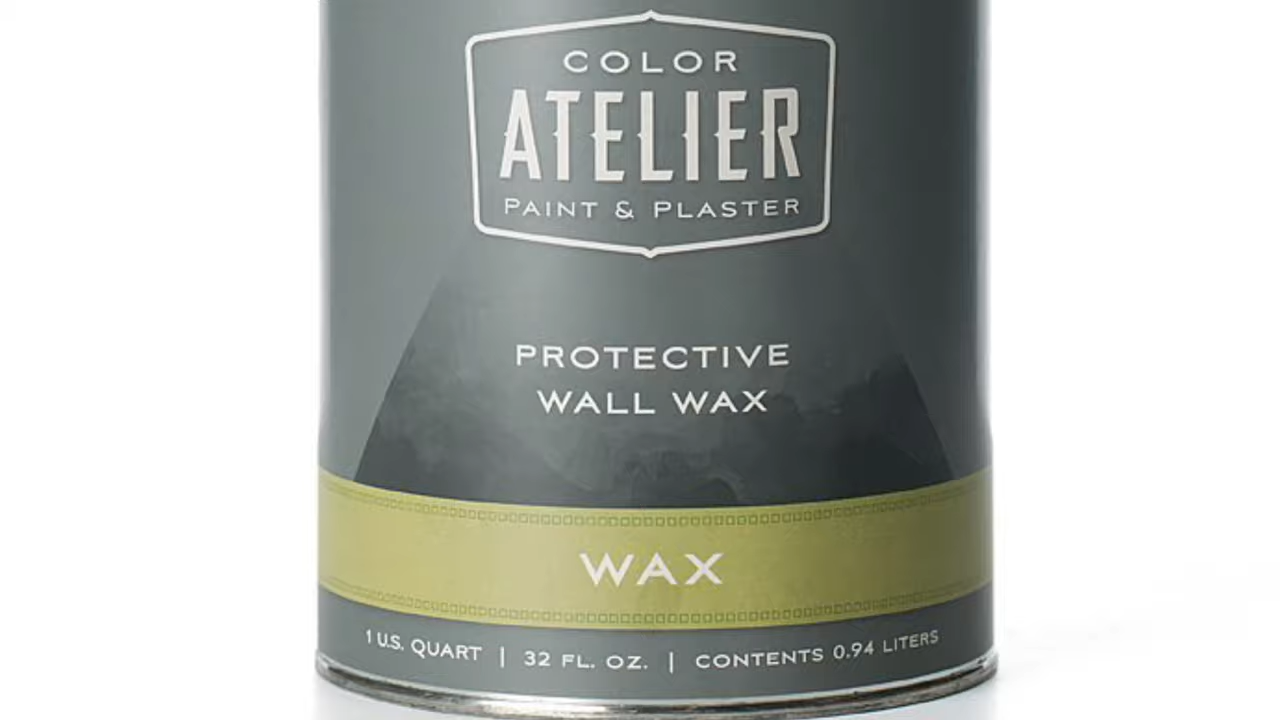 COLOR
ATELIER
PAINT & PLASTER
PROTECTIVE
WALL WAX
WAX
1 U.S. QUART | 32 FL. OZ. | CONTENTS 0.94 LITERS